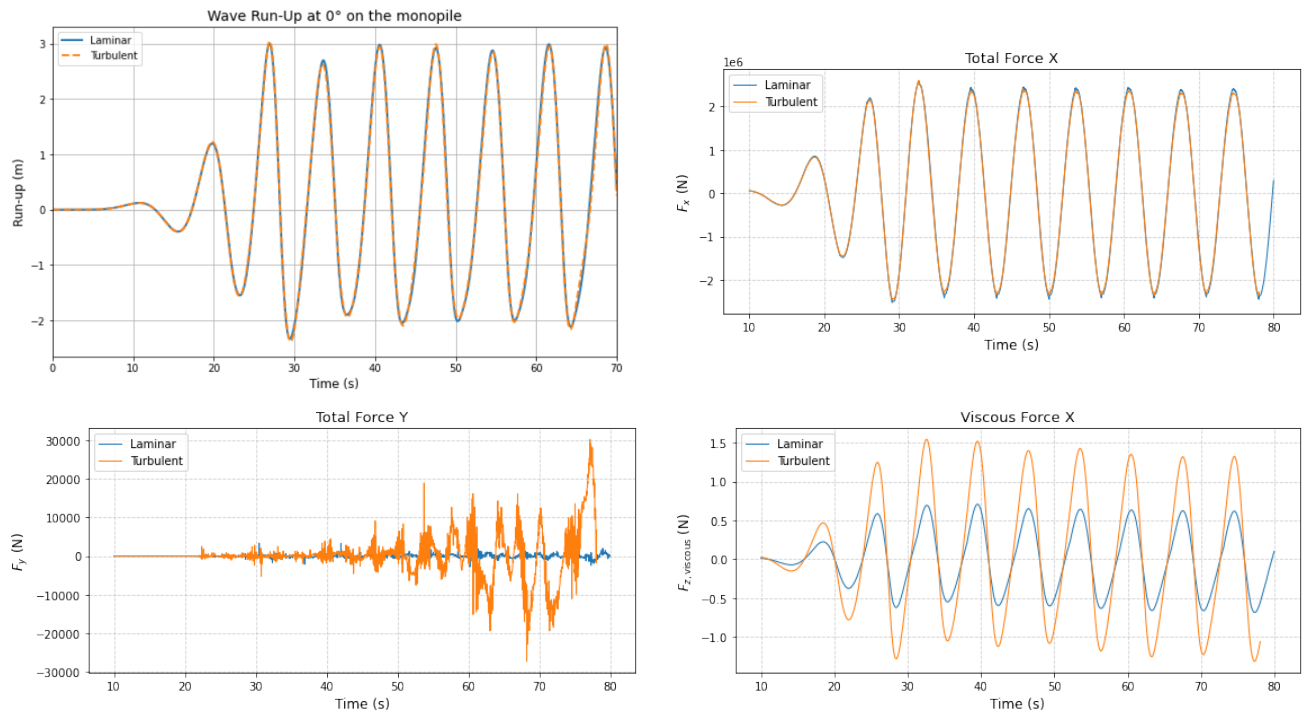 Wave Run-Up at 0° on the monopile
Laminar
Turbulent
3
2
1
0
−1
−2
Run-up (m)
0 10 20 30 40 50 60 70
Time (s)
Total Force X
1e6
Laminar
Turbulent
2
1
0
−1
−2
Fx (N)
10 20 30 40 50 60 70 80
Time (s)
Total Force Y
Laminar
Turbulent
30000
20000
10000
0
−10000
−20000
−30000
Fy (N)
10 20 30 40 50 60 70 80
Time (s)
Viscous Force X
Laminar
Turbulent
1.5
1.0
0.5
0.0
−0.5
−1.0
Fz, viscous (N)
10 20 30 40 50 60 70 80
Time (s)